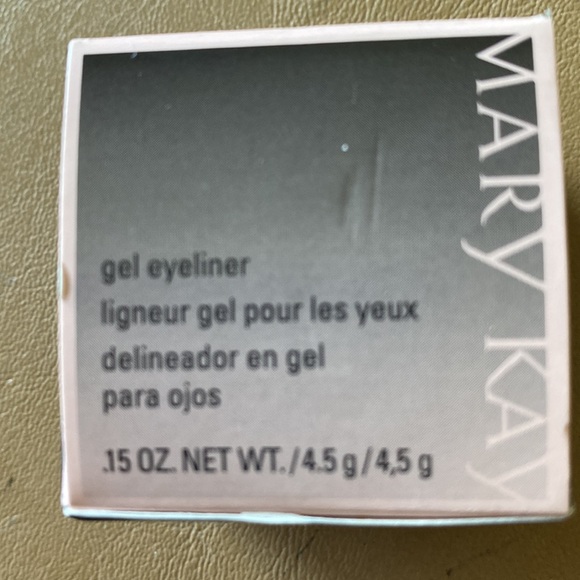 MARY KAY
gel eyeliner
ligneur gel pour les yeux
delineador en gel
para ojos
.15 OZ. NET WT./4.5 g/4,5 g